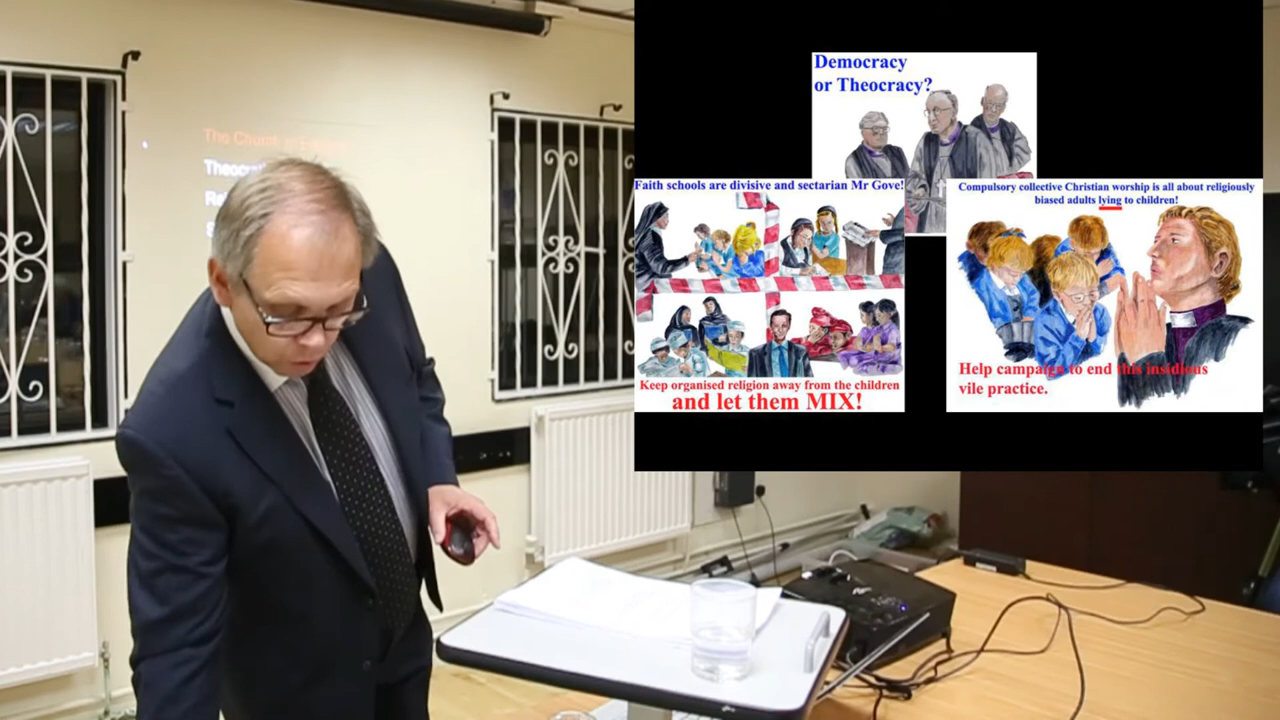 The Church of E
Theocra
Re
S
Democracy
or Theocracy?
Faith schools are divisive and sectarian Mr Gove!
Keep organised religion away from the children
and let them MIX!
Compulsory collective Christian worship is all about religiously
biased adults lying to children!
Help campaign to end this insidious
vile practice.